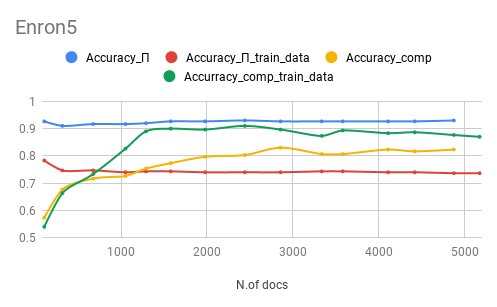 Enron5
Accuracy_Π Accuracy_Π_train_data Accuracy_comp
Accurracy_comp_train_data
1
0.9
0.8
0.7
0.6
0.5
1000 2000 3000 4000 5000
N.of docs